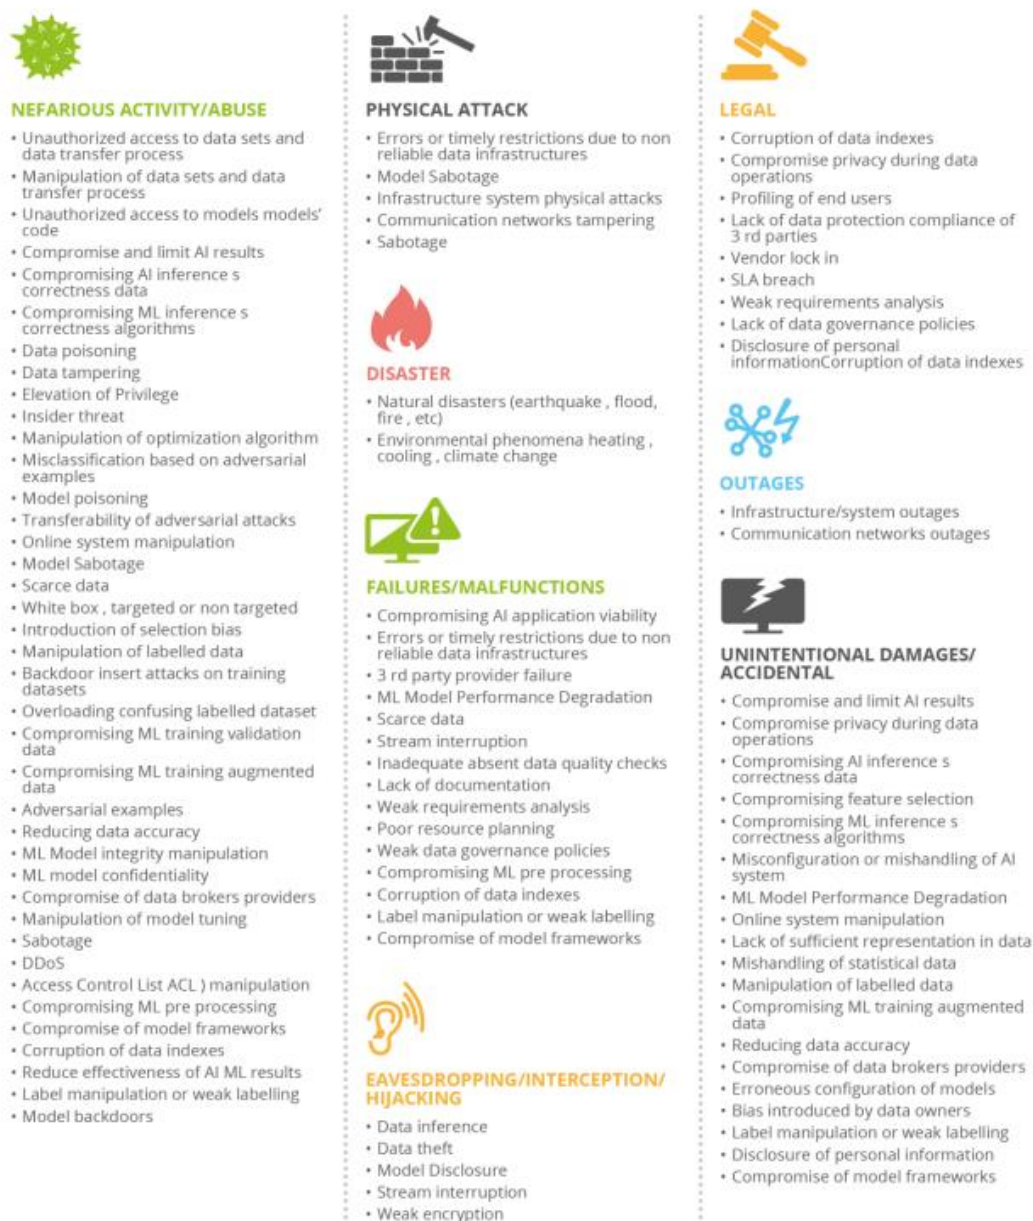 NEFARIOUS ACTIVITY/ABUSE
• Unauthorized access to data sets and
data transfer process
• Manipulation of data sets and data
transfer process
• Unauthorized access to models models'
code
• Compromise and limit AI results
• Compromising AI inference s
correctness data
• Compromising ML inference s
correctness algorithms
• Data poisoning
• Data tampering
• Elevation of Privilege
• Insider threat
• Manipulation of optimization algorithm
• Misclassification based on adversarial
examples
• Model poisoning
• Transferability of adversarial attacks
• Online system manipulation
• Model Sabotage
• Scarce data
• White box , targeted or non targeted
• Introduction of selection bias
• Manipulation of labelled data
• Backdoor insert attacks on training
datasets
• Overloading confusing labelled dataset
• Compromising ML training validation
data
• Compromising ML training augmented
data
• Adversarial examples
• Reducing data accuracy
• ML Model integrity manipulation
• ML model confidentiality
• Compromise of data brokers providers
• Manipulation of model tuning
• Sabotage
• DDoS
• Access Control List ACL ) manipulation
• Compromising ML pre processing
• Compromise of model frameworks
• Corruption of data indexes
• Reduce effectiveness of AI ML results
• Label manipulation or weak labelling
• Model backdoors
PHYSICAL ATTACK
• Errors or timely restrictions due to non
reliable data infrastructures
• Model Sabotage
• Infrastructure system physical attacks
• Communication networks tampering
• Sabotage
DISASTER
• Natural disasters (earthquake , flood,
fire , etc)
• Environmental phenomena heating ,
cooling , climate change
FAILURES/MALFUNCTIONS
• Compromising AI application viability
• Errors or timely restrictions due to non
reliable data infrastructures
• 3 rd party provider failure
• ML Model Performance Degradation
• Scarce data
• Stream interruption
• Inadequate absent data quality checks
• Lack of documentation
• Weak requirements analysis
• Poor resource planning
• Weak data governance policies
• Compromising ML pre processing
• Corruption of data indexes
• Label manipulation or weak labelling
• Compromise of model frameworks
EAVESDROPPING/INTERCEPTION/
HIJACKING
• Data inference
• Data theft
• Model Disclosure
• Stream interruption
• Weak encryption
LEGAL
• Corruption of data indexes
• Compromise privacy during data
operations
• Profiling of end users
• Lack of data protection compliance of
3 rd parties
• Vendor lock in
• SLA breach
• Weak requirements analysis
• Lack of data governance policies
• Disclosure of personal
informationCorruption of data indexes
OUTAGES
• Infrastructure/system outages
• Communication networks outages
UNINTENTIONAL DAMAGES/
ACCIDENTAL
• Compromise and limit AI results
• Compromise privacy during data
operations
• Compromising AI inference s
correctness data
• Compromising feature selection
• Compromising ML inference s
correctness algorithms
• Misconfiguration or mishandling of AI
system
• ML Model Performance Degradation
• Online system manipulation
• Lack of sufficient representation in data
• Mishandling of statistical data
• Manipulation of labelled data
• Compromising ML training augmented
data
• Reducing data accuracy
• Compromise of data brokers providers
• Erroneous configuration of models
• Bias introduced by data owners
• Label manipulation or weak labelling
• Disclosure of personal information
• Compromise of model frameworks